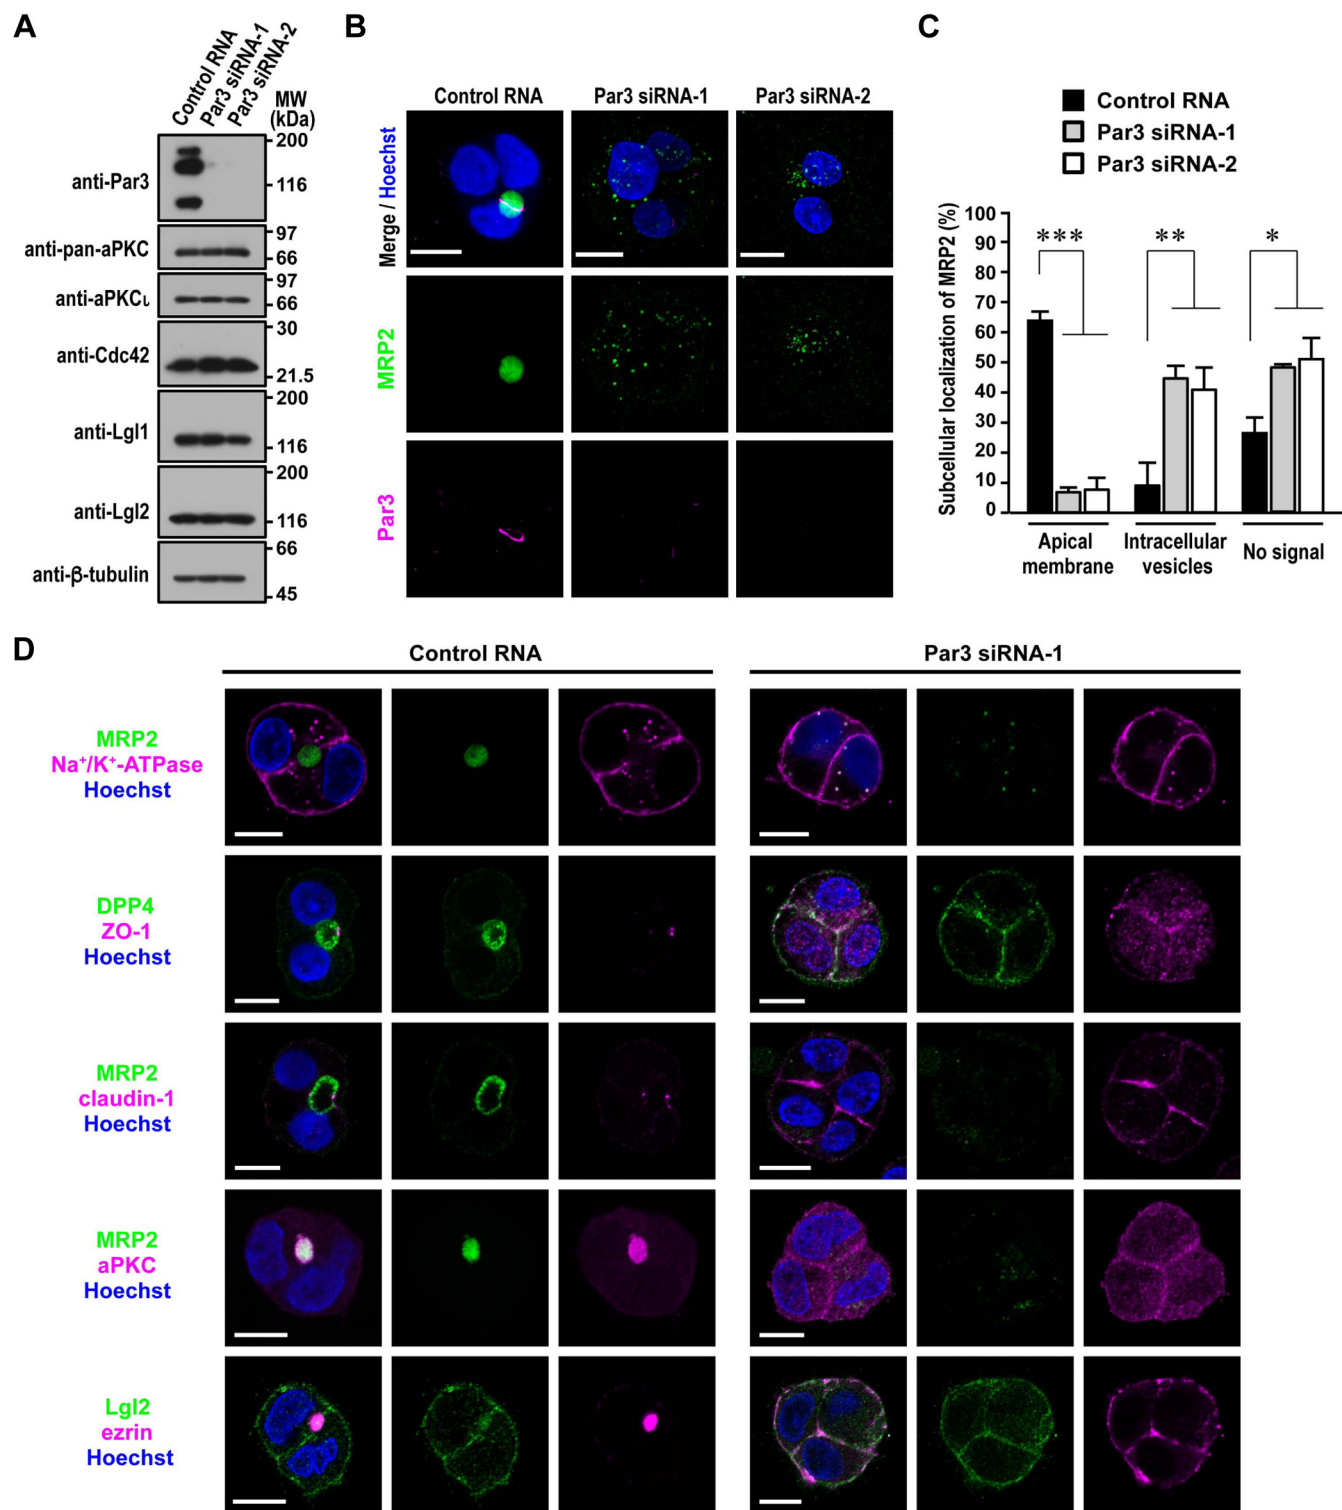 A
Control RNA
Par3 siRNA-1
Par3 siRNA-2
MW
(kDa)
anti-Par3
200
116
anti-pan-aPKC
97
66
anti-aPKCι
97
66
anti-Cdc42
30
21.5
anti-Lgl1
200
116
anti-Lgl2
200
116
anti-β-tubulin
66
45
B
Control RNA
Par3 siRNA-1
Par3 siRNA-2
Merge / Hoechst
MRP2
Par3
C
Control RNA
Par3 siRNA-1
Par3 siRNA-2
Subcellular localization of MRP2 (%)
100
90
80
70
60
50
40
30
20
10
0
***
**
*
Apical
membrane
Intracellular
vesicles
No signal
D
Control RNA
Par3 siRNA-1
MRP2
Na⁺/K⁺-ATPase
Hoechst
DPP4
ZO-1
Hoechst
MRP2
claudin-1
Hoechst
MRP2
aPKC
Hoechst
Lgl2
ezrin
Hoechst